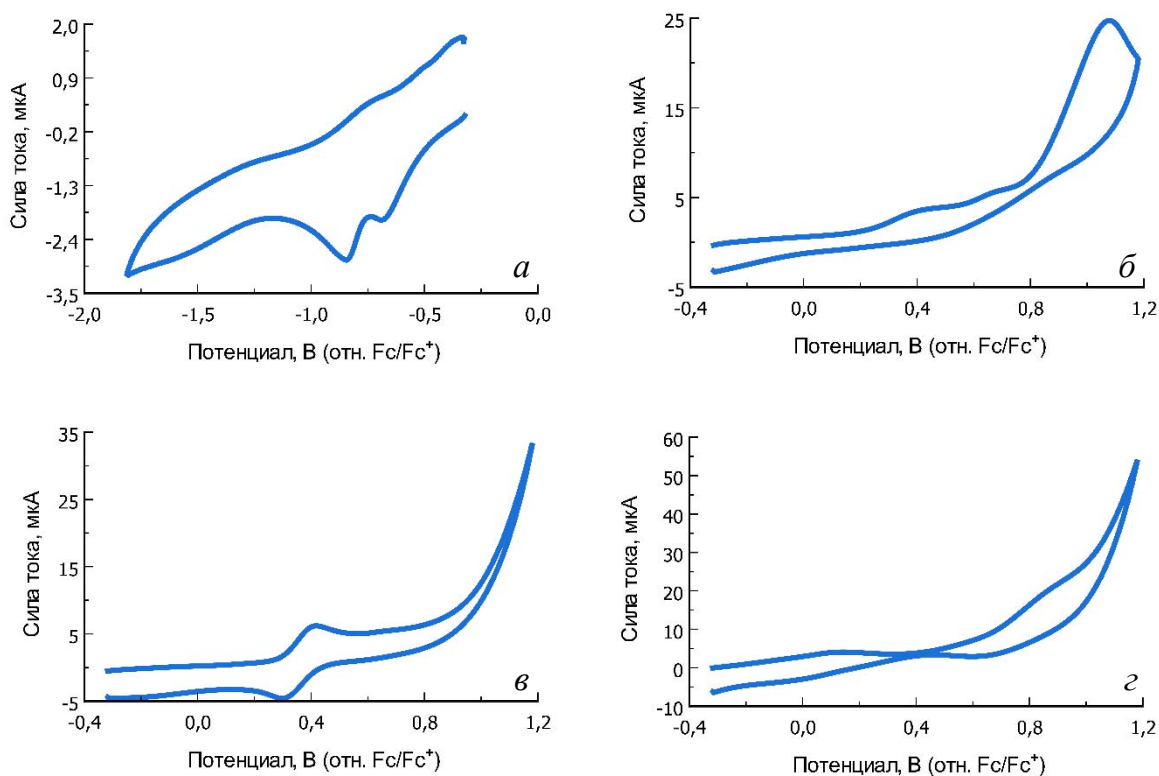 2,0
0,9
-0,2
-1,3
-2,4
-3,5
Сила тока, мкА
-2,0 -1,5 -1,0 -0,5 0,0
Потенциал, В (отн. Fc/Fc⁺)
а
25
15
5
-5
Сила тока, мкА
-0,4 0,0 0,4 0,8 1,2
Потенциал, В (отн. Fc/Fc⁺)
б
35
25
15
5
-5
Сила тока, мкА
-0,4 0,0 0,4 0,8 1,2
Потенциал, В (отн. Fc/Fc⁺)
в
60
50
40
30
20
10
0
-10
Сила тока, мкА
-0,4 0,0 0,4 0,8 1,2
Потенциал, В (отн. Fc/Fc⁺)
г